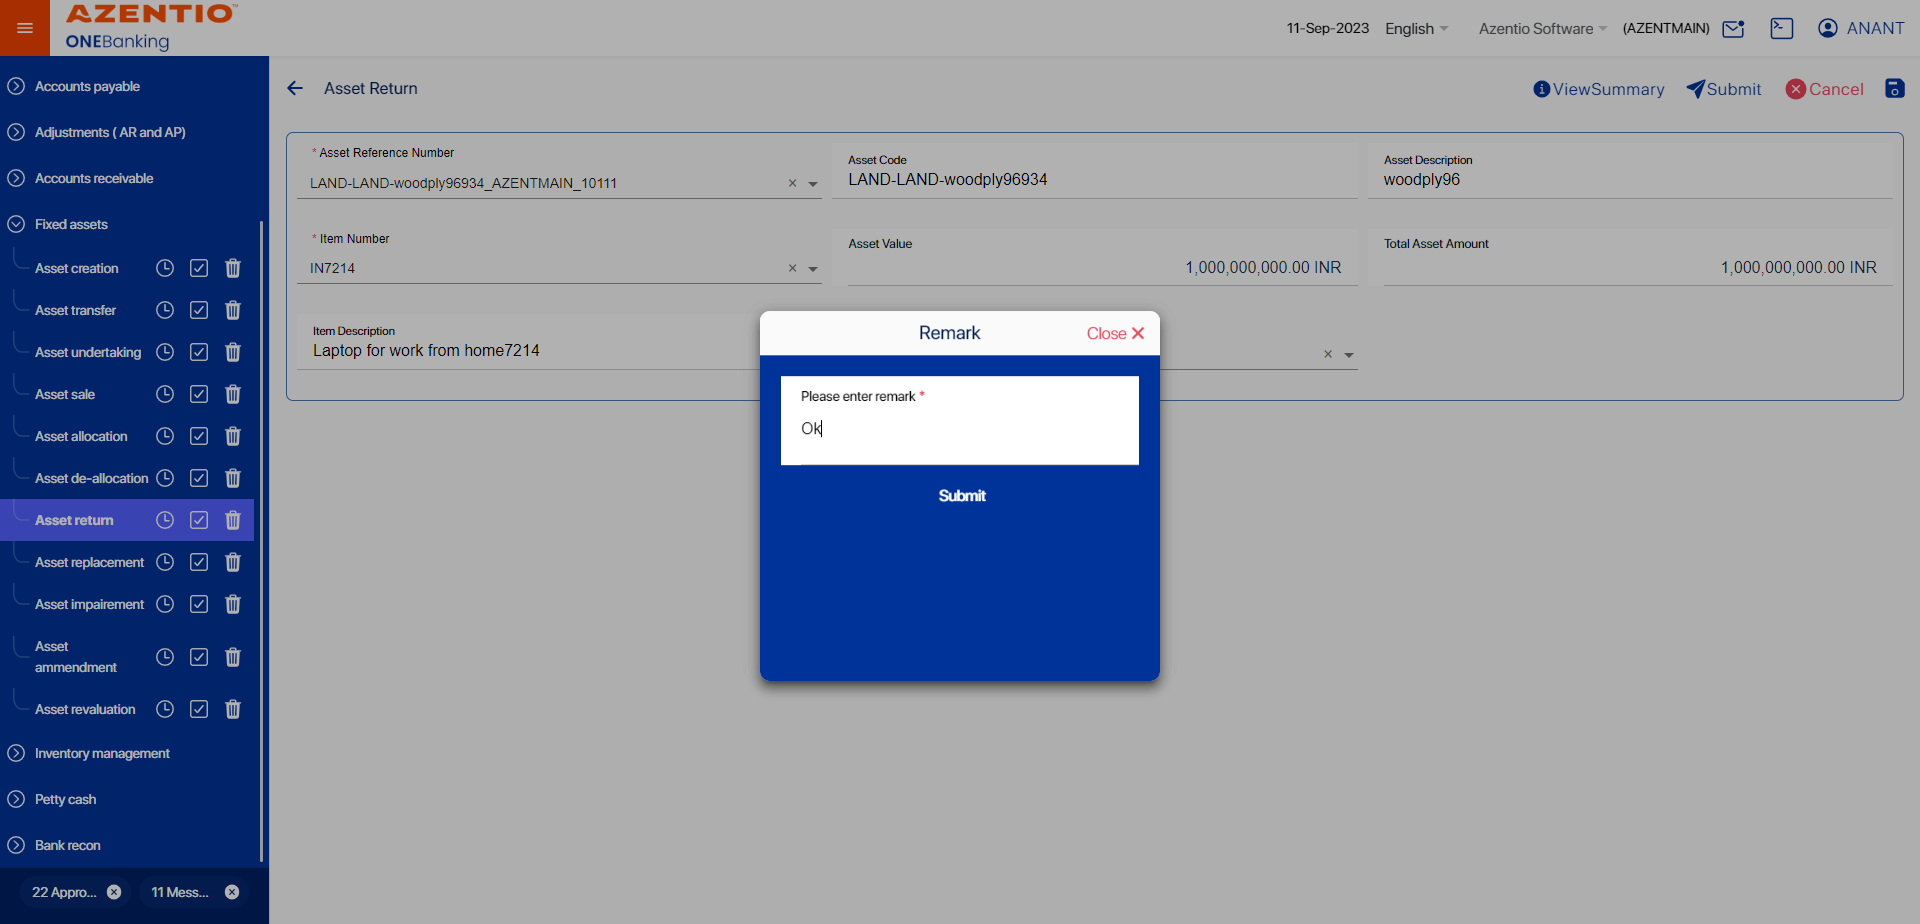 AZENTIO™
ONEBanking
11-Sep-2023 English Azentio Software (AZENTMAIN) ANANT
Accounts payable
Adjustments ( AR and AP)
Accounts receivable
Fixed assets
Asset creation
Asset transfer
Asset undertaking
Asset sale
Asset allocation
Asset de-allocation
Asset return
Asset replacement
Asset impairement
Asset
ammendment
Asset revaluation
Inventory management
Petty cash
Bank recon
22 Appro...
11 Mess...
Asset Return
ViewSummary Submit Cancel
* Asset Reference Number
LAND-LAND-woodply96934_AZENTMAIN_10111
Asset Code
LAND-LAND-woodply96934
Asset Description
woodply96
* Item Number
IN7214
Asset Value
1,000,000,000.00 INR
Total Asset Amount
1,000,000,000.00 INR
Item Description
Laptop for work from home7214
Remark
Close
Please enter remark *
Ok
Submit